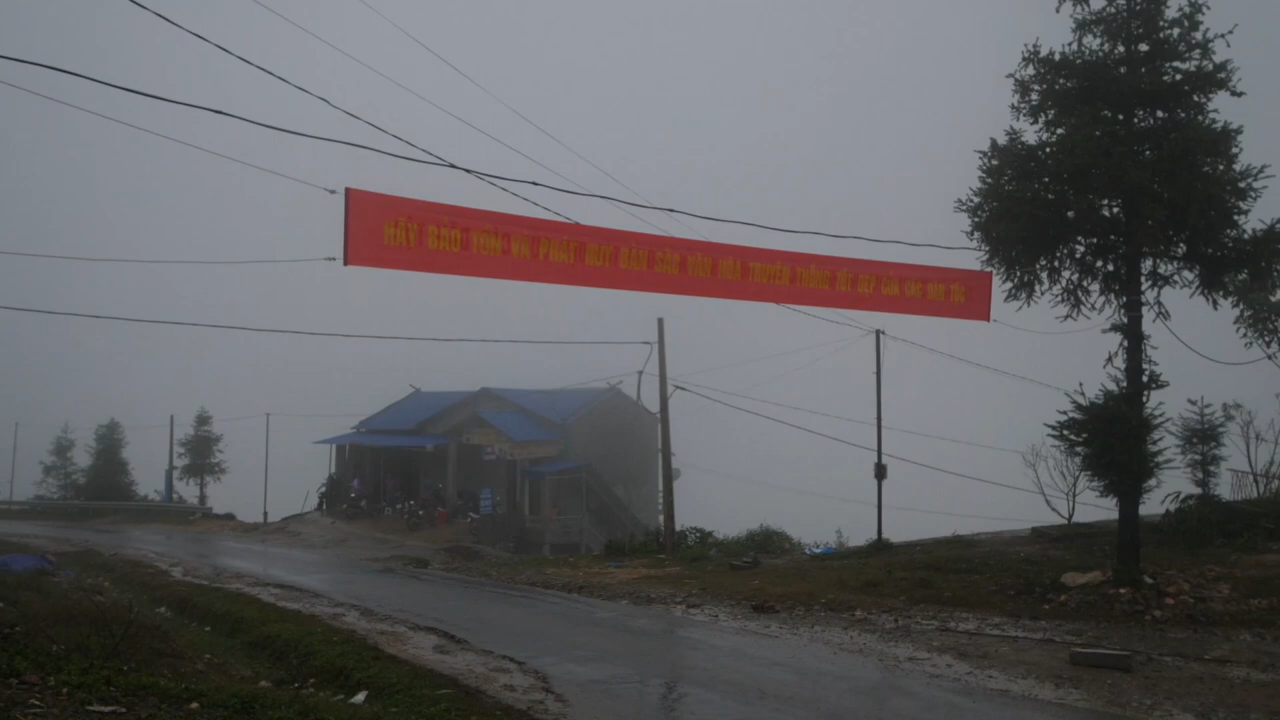 HÃY BẢO TỒN VÀ PHÁT HUY BẢN SẮC VĂN HÓA TRUYỀN THỐNG TỐT ĐẸP CỦA CÁC DÂN TỘC